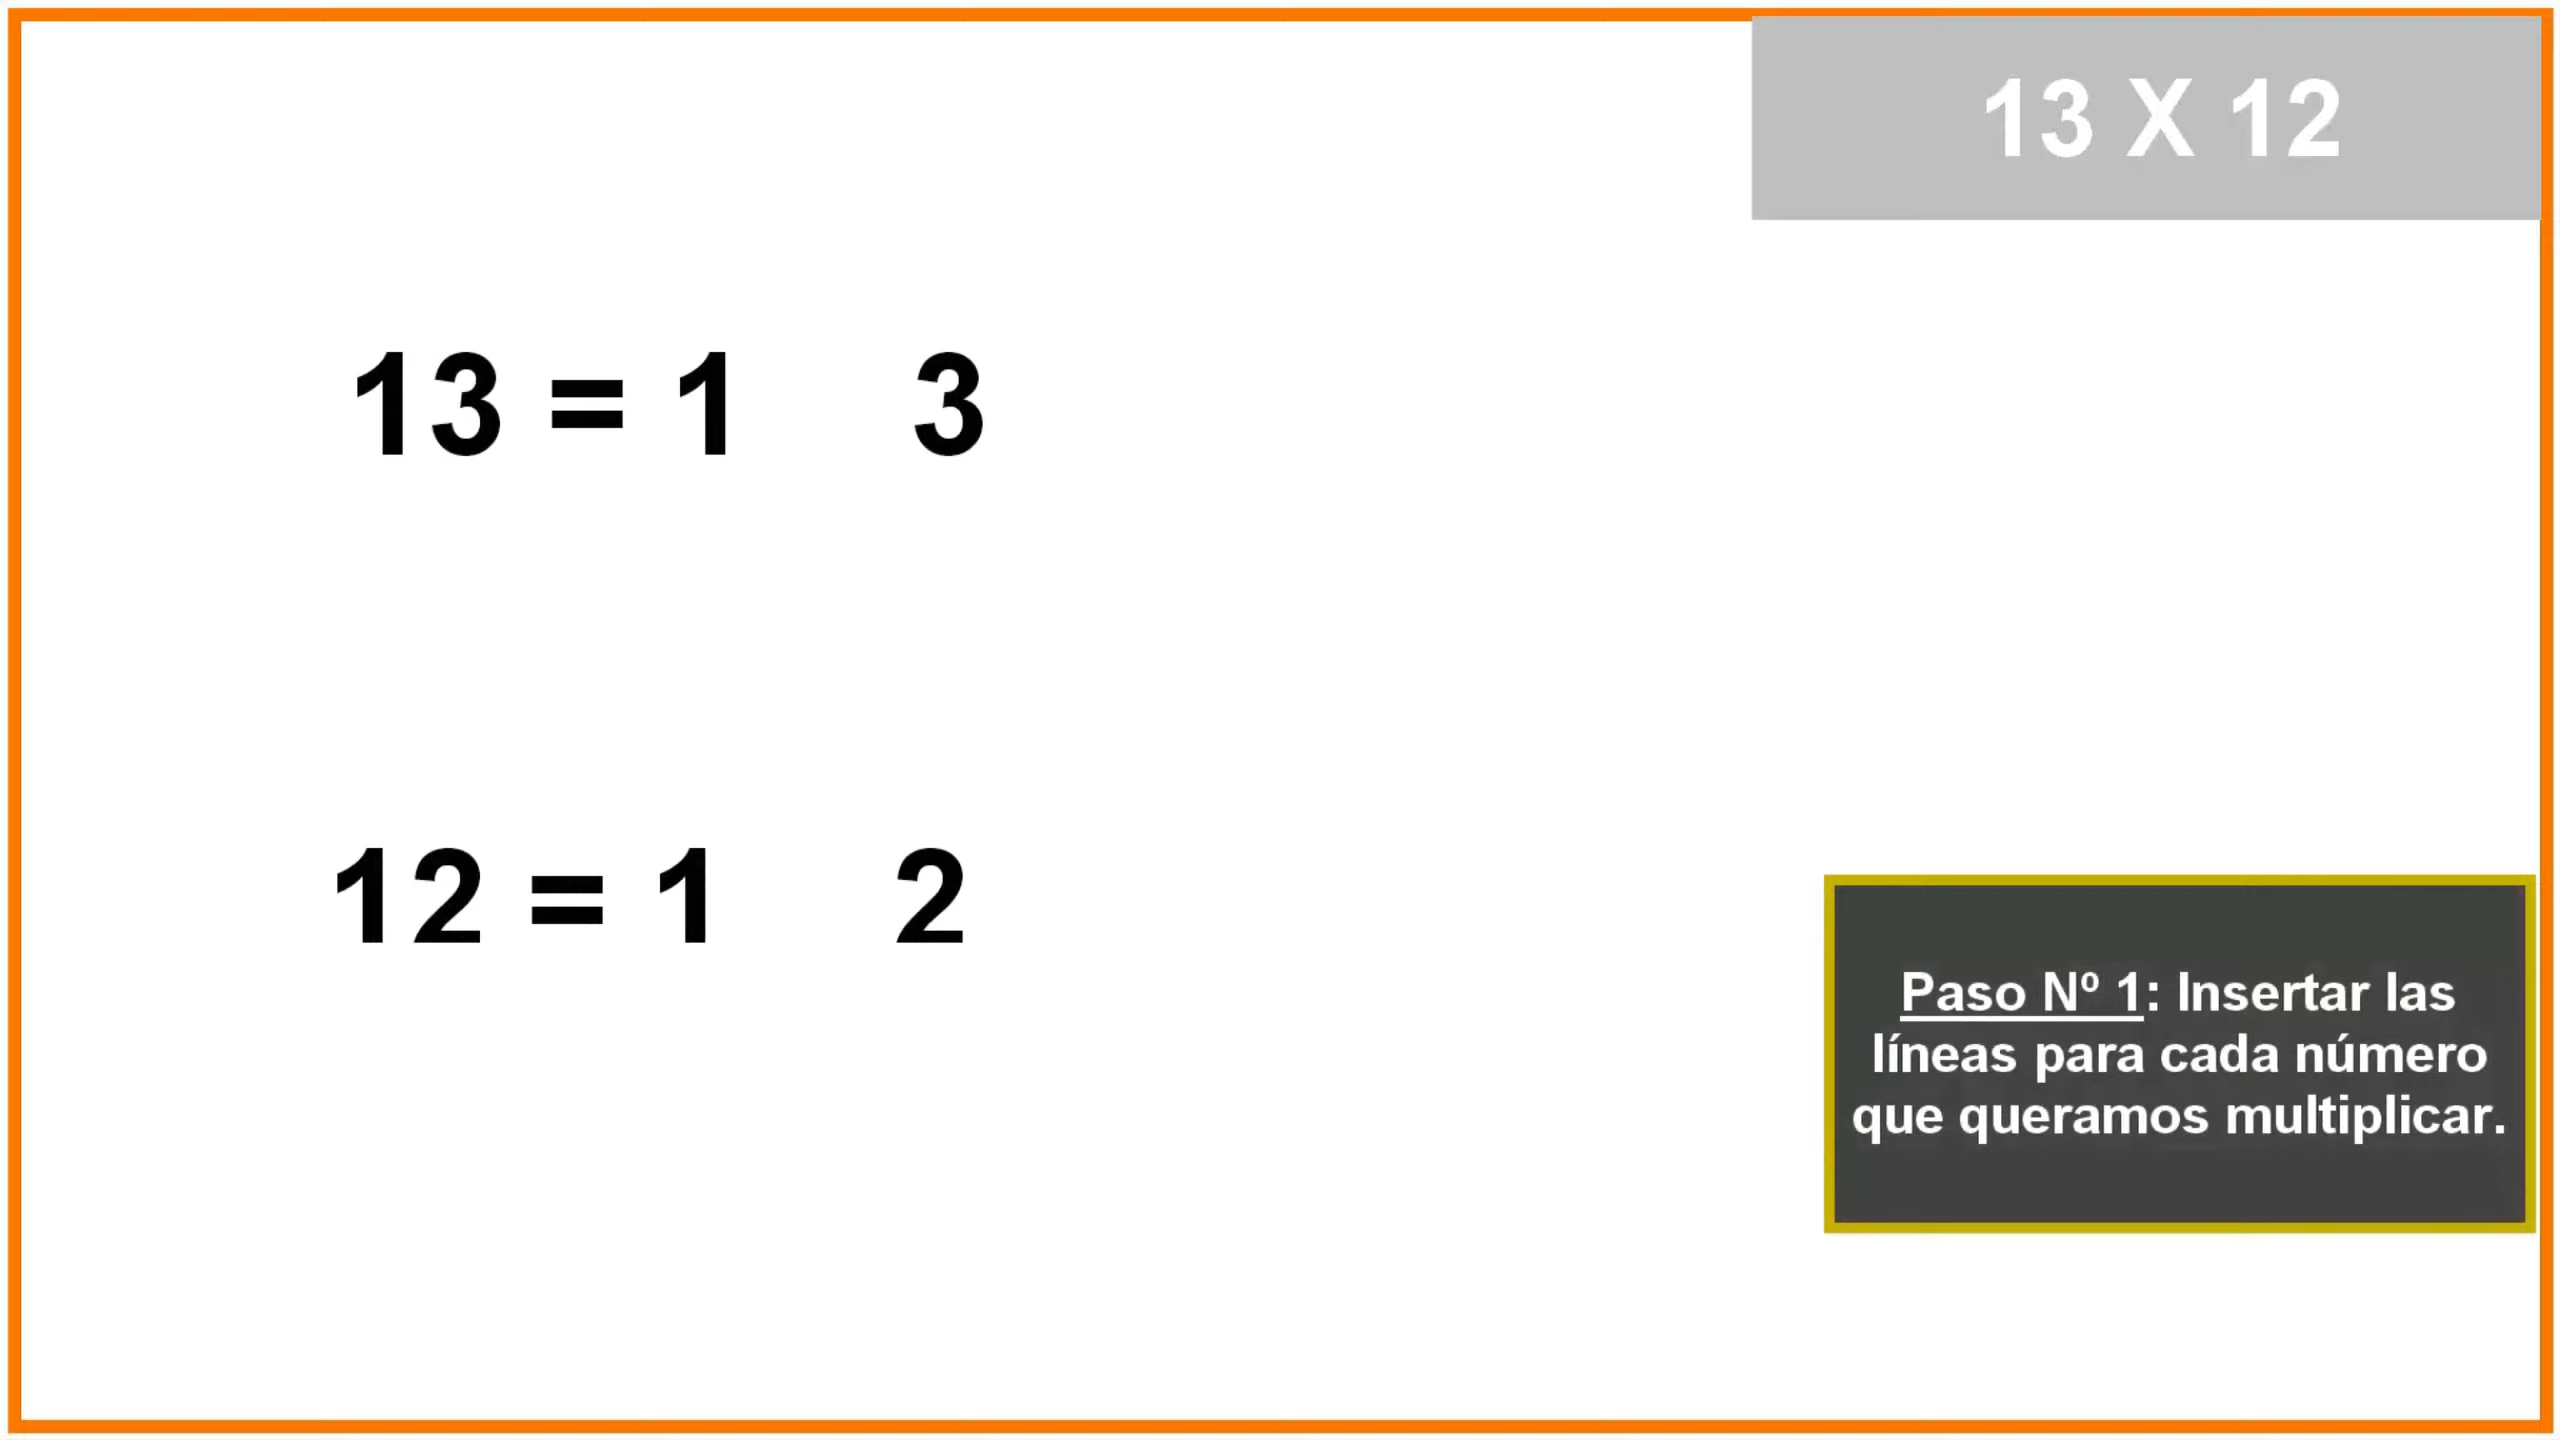 13 X 12
13 = 1 3
12 = 1 2
Paso Nº 1: Insertar las
líneas para cada número
que queramos multiplicar.